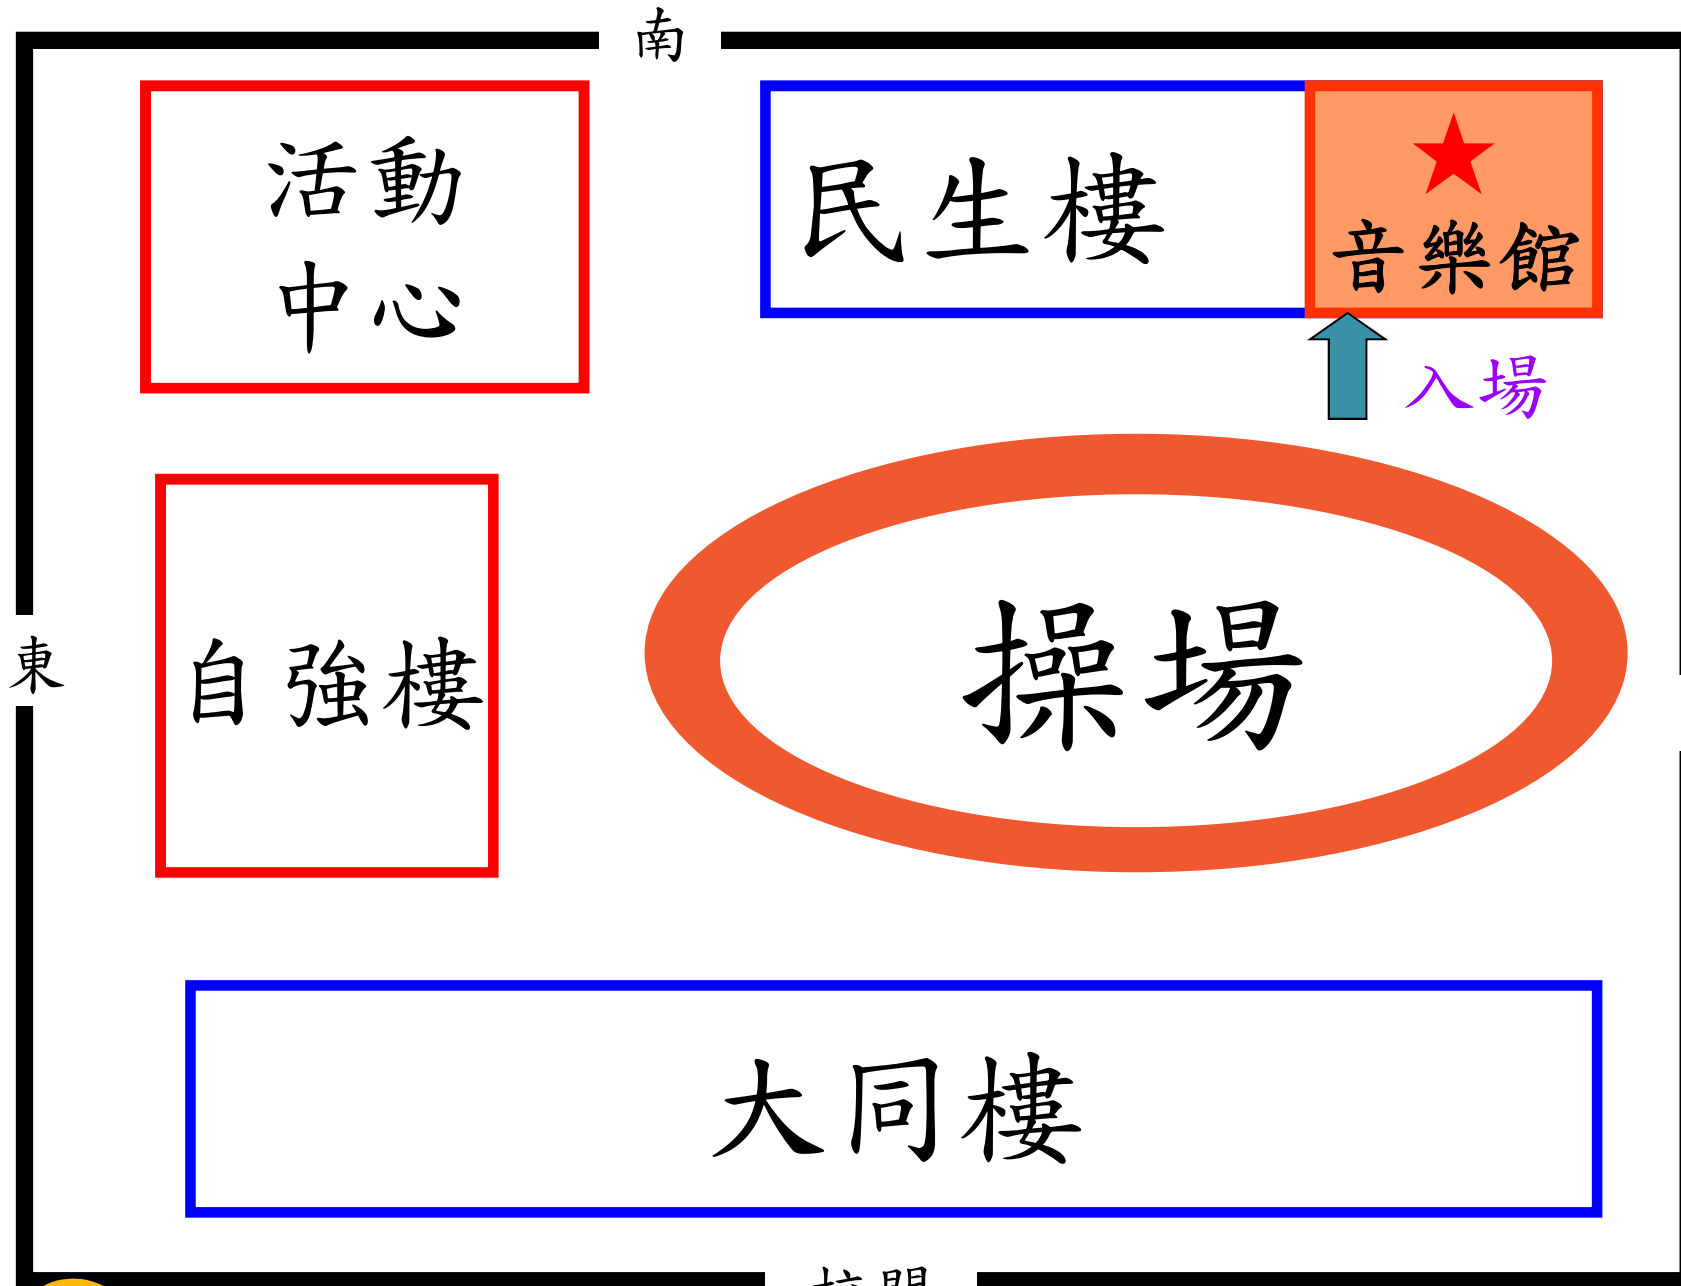 南
活動
中心
民生樓
音樂館
入場
東
自強樓
操場
大同樓